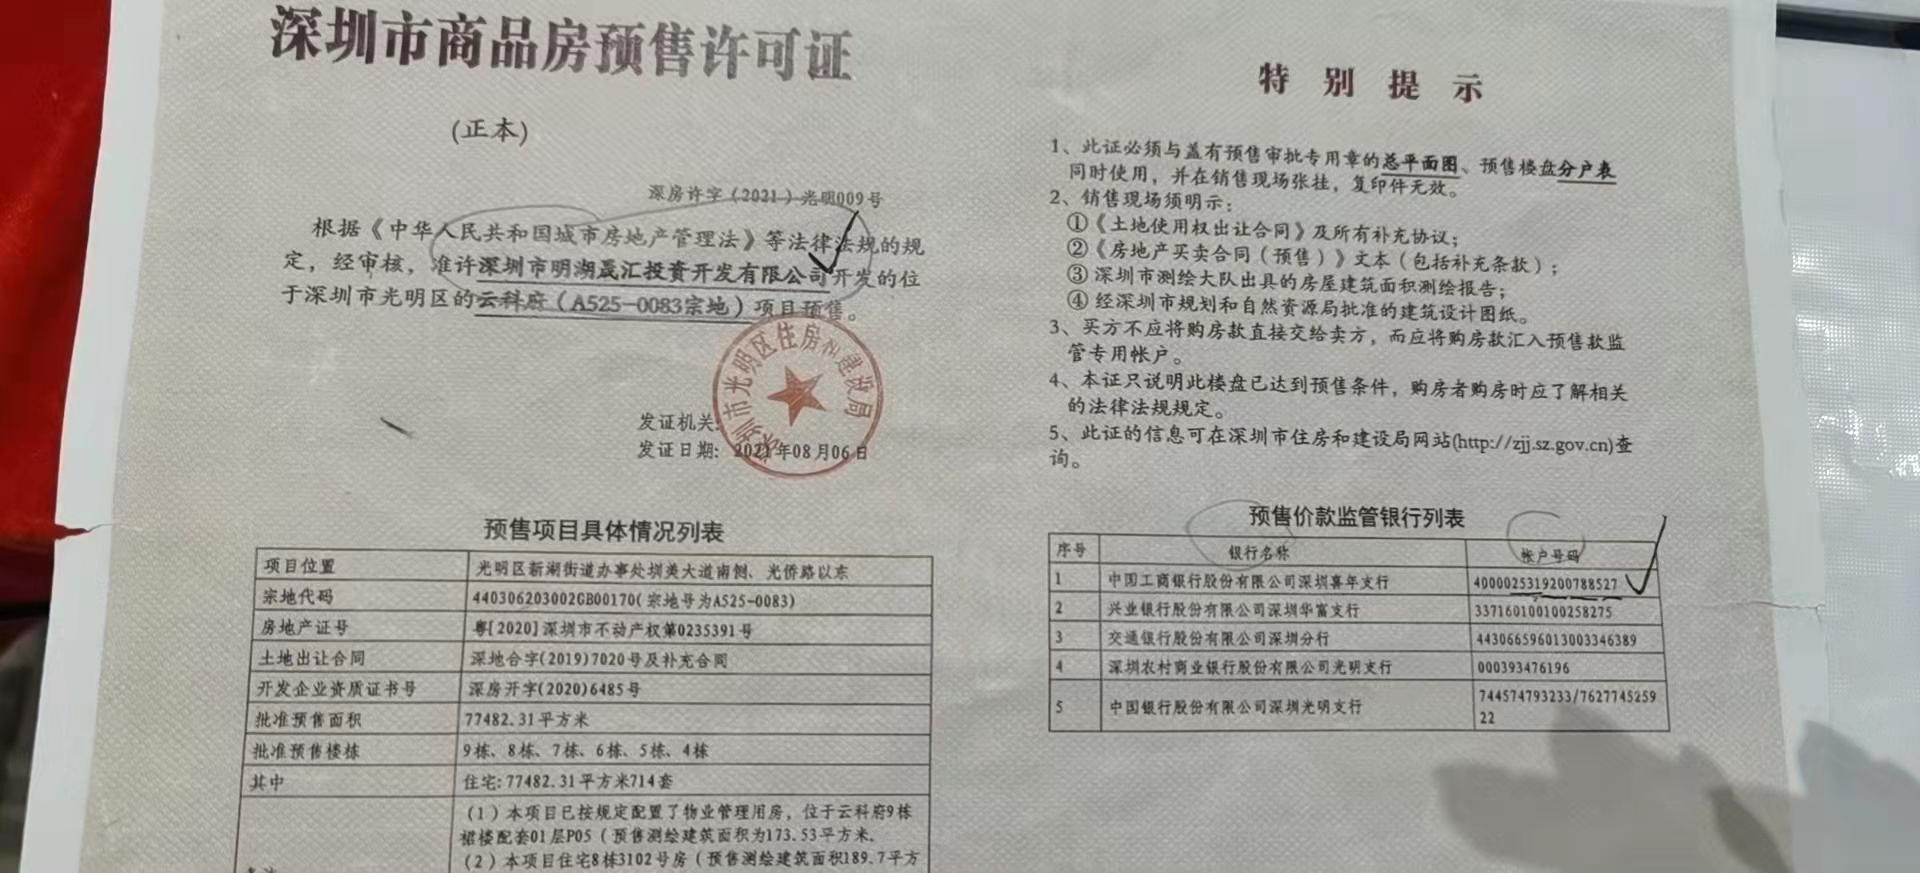 深圳市商品房预售许可证
(正本)
深房许字(2021)光明009号
根据《中华人民共和国城市房地产管理法》等法律法规的规
定，经审核，准许深圳市明湖晟汇投资开发有限公司开发的位
于深圳市光明区的云科府(A525-0083宗地)项目预售。
深圳市光明区住房和建设局
发证机关:
发证日期: 2021年08月06日
预售项目具体情况列表
项目位置 光明区新湖街道办事处圳美大道南侧、光侨路以东
宗地代码 440306203002GB00170(宗地号为A525-0083)
房地产证号 粤[2020]深圳市不动产权第0235391号
土地出让合同 深地合字(2019)7020号及补充合同
开发企业资质证书号 深房开字(2020)6485号
批准预售面积 77482.31平方米
批准预售楼栋 9栋、8栋、7栋、6栋、5栋、4栋
其中 住宅:77482.31平方米714套
(1)本项目已按规定配置了物业管理用房，位于云科府9栋
裙楼配套01层P05(预售测绘建筑面积为173.53平方米.
(2)本项目住宅8栋3102号房(预售测绘建筑面积189.7平方
特别提示
1、此证必须与盖有预售审批专用章的总平面图、预售楼盘分户表
同时使用，并在销售现场张挂，复印件无效。
2、销售现场须明示:
①《土地使用权出让合同》及所有补充协议;
②《房地产买卖合同(预售)》文本(包括补充条款);
③深圳市测绘大队出具的房屋建筑面积测绘报告;
④经深圳市规划和自然资源局批准的建筑设计图纸。
3、买方不应将购房款直接交给卖方，而应将购房款汇入预售款监
管专用帐户。
4、本证只说明此楼盘已达到预售条件，购房者购房时应了解相关
的法律法规规定。
5、此证的信息可在深圳市住房和建设局网站(http://zjj.sz.gov.cn)查
询。
预售价款监管银行列表
序号 银行名称 帐户号码
1 中国工商银行股份有限公司深圳喜年支行 4000025319200788527
2 兴业银行股份有限公司深圳华富支行 337160100100258275
3 交通银行股份有限公司深圳分行 443066596013003346389
4 深圳农村商业银行股份有限公司光明支行 000393476196
5 中国银行股份有限公司深圳光明支行 744574793233/7627745259
22